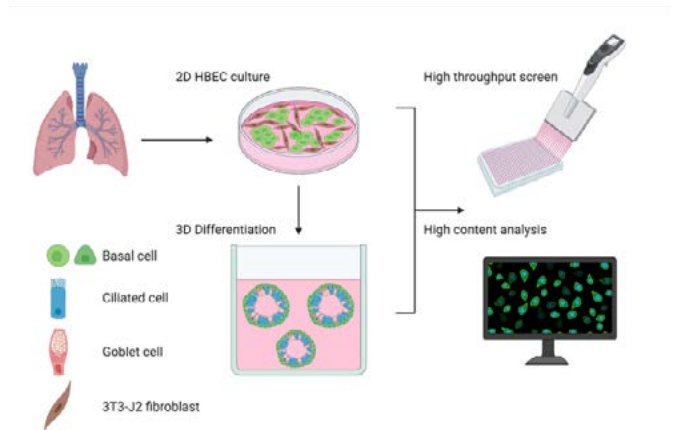 2D HBEC culture
High throughput screen
3D Differentiation
High content analysis
Basal cell
Ciliated cell
Goblet cell
3T3-J2 fibroblast